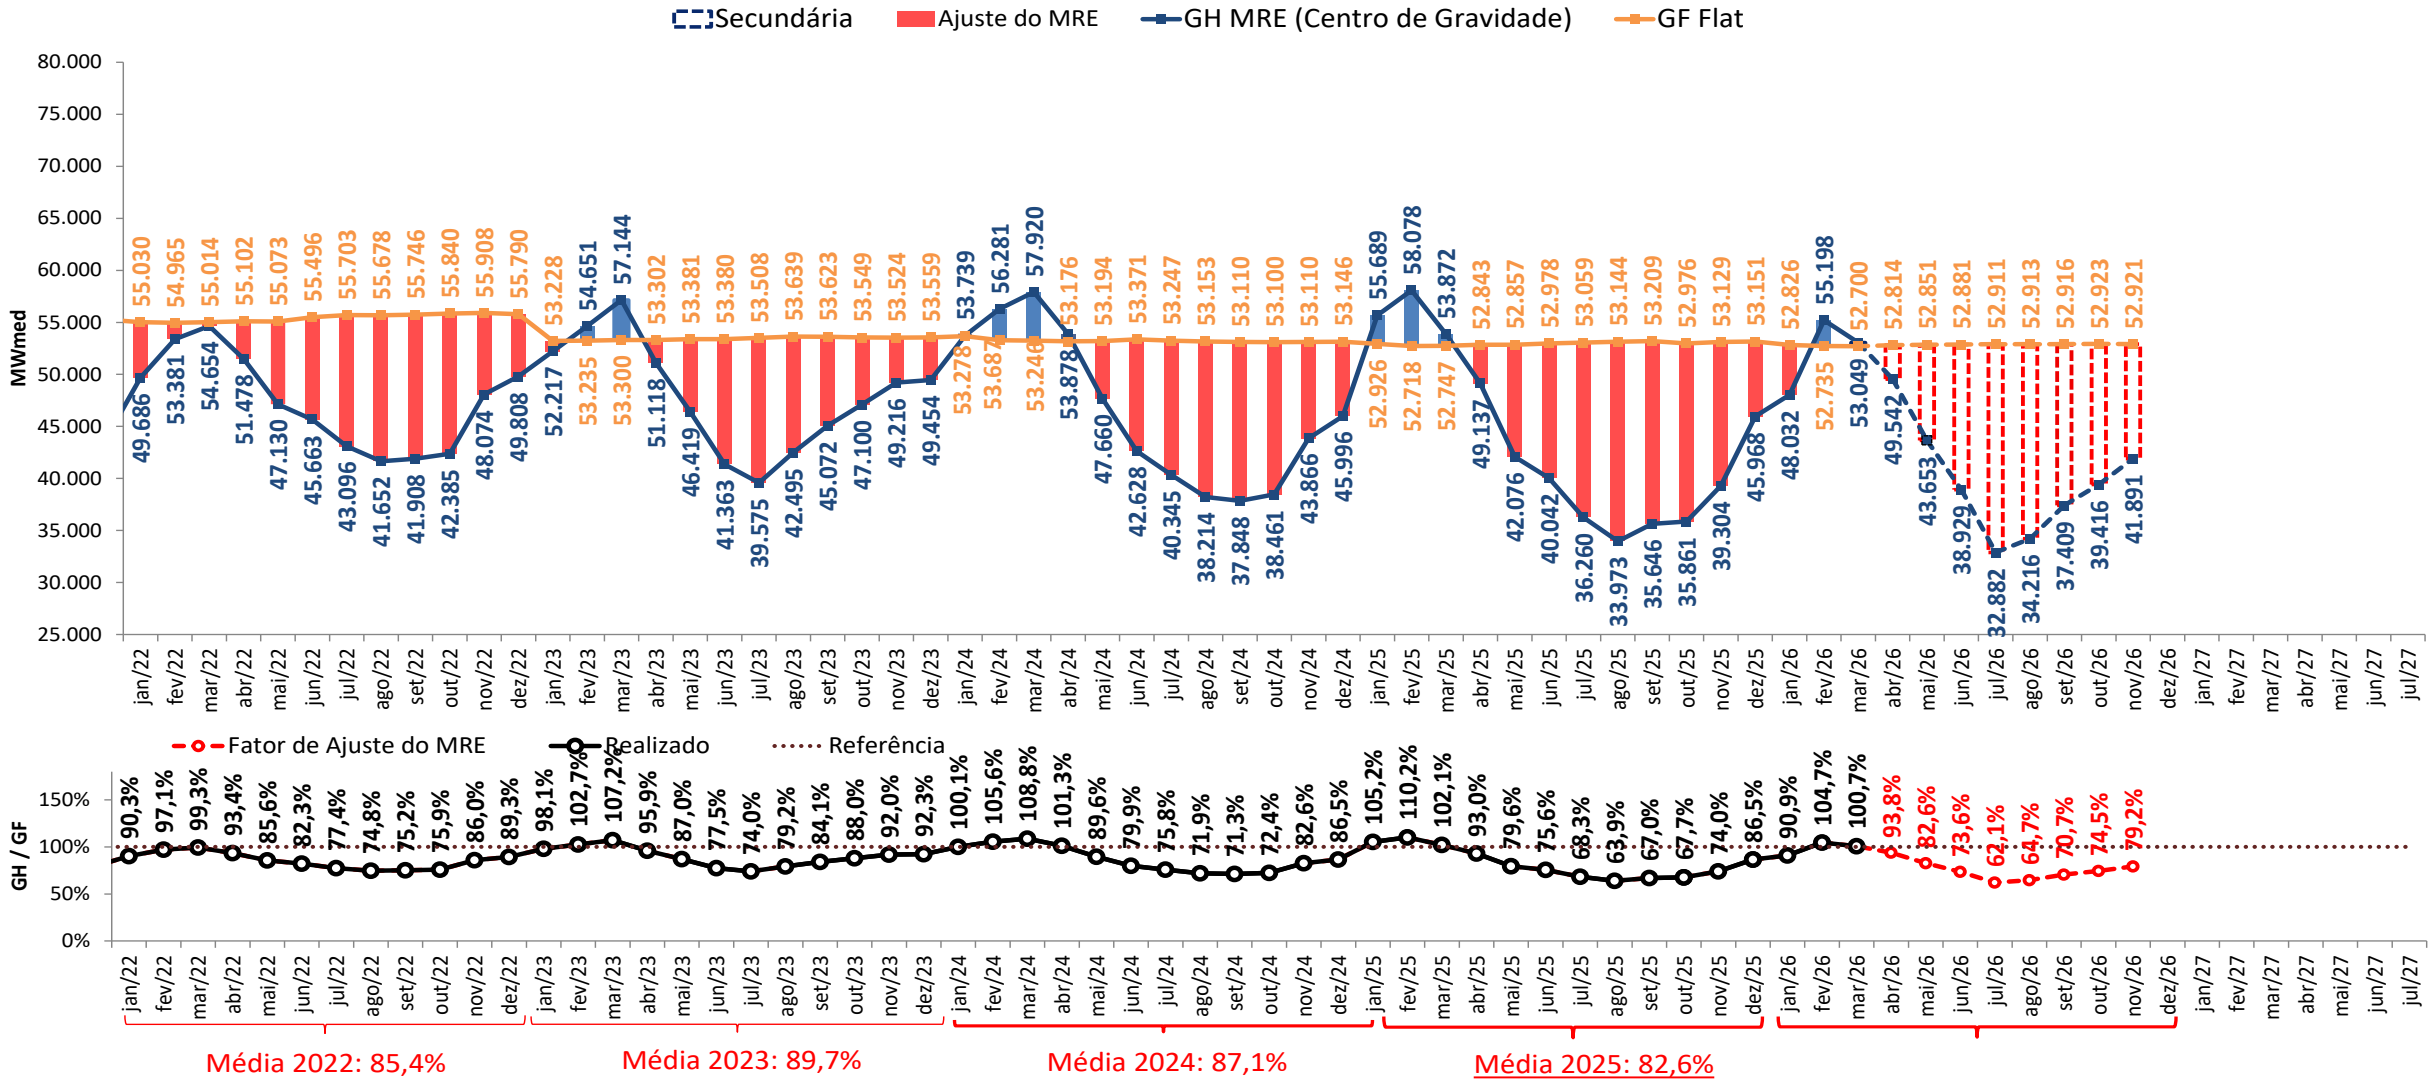 Secundária Ajuste do MRE GH MRE (Centro de Gravidade) GF Flat
MWmed
80.000
75.000
70.000
65.000
60.000
55.000
50.000
45.000
40.000
35.000
30.000
25.000
55.030 54.965 55.014 55.102 55.073 55.496 55.703 55.678 55.746 55.840 55.908 55.790 53.228 53.235 53.300 53.302 53.381 53.380 53.508 53.639 53.623 53.549 53.524 53.559 53.278 53.687 53.246 53.176 53.194 53.371 53.247 53.153 53.110 53.100 53.110 53.146 52.926 52.718 52.747 52.843 52.857 52.978 53.059 53.144 53.209 52.976 53.129 53.151 52.826 52.735 52.700 52.814 52.851 52.881 52.911 52.913 52.916 52.923 52.921
49.686 53.381 54.654 51.478 47.130 45.663 43.096 41.652 41.908 42.385 48.074 49.808 52.217 54.651 57.144 51.118 46.419 41.363 39.575 42.495 45.072 47.100 49.216 49.454 53.739 56.281 57.920 53.878 47.660 42.628 40.345 38.214 37.848 38.461 43.866 45.996 55.689 58.078 53.872 49.137 42.076 40.042 36.260 33.973 35.646 35.861 39.304 45.968 48.032 55.198 53.049 49.542 43.653 38.929 32.882 34.216 37.409 39.416 41.891
jan/22 fev/22 mar/22 abr/22 mai/22 jun/22 jul/22 ago/22 set/22 out/22 nov/22 dez/22 jan/23 fev/23 mar/23 abr/23 mai/23 jun/23 jul/23 ago/23 set/23 out/23 nov/23 dez/23 jan/24 fev/24 mar/24 abr/24 mai/24 jun/24 jul/24 ago/24 set/24 out/24 nov/24 dez/24 jan/25 fev/25 mar/25 abr/25 mai/25 jun/25 jul/25 ago/25 set/25 out/25 nov/25 dez/25 jan/26 fev/26 mar/26 abr/26 mai/26 jun/26 jul/26 ago/26 set/26 out/26 nov/26 dez/26 jan/27 fev/27 mar/27 abr/27 mai/27 jun/27 jul/27
Fator de Ajuste do MRE Realizado Referência
GH / GF
150%
100%
50%
0%
90,3% 97,1% 99,3% 93,4% 85,6% 82,3% 77,4% 74,8% 75,2% 75,9% 86,0% 89,3% 98,1% 102,7% 107,2% 95,9% 87,0% 77,5% 74,0% 79,2% 84,1% 88,0% 92,0% 92,3% 100,1% 105,6% 108,8% 101,3% 89,6% 79,9% 75,8% 71,9% 71,3% 72,4% 82,6% 86,5% 105,2% 110,2% 102,1% 93,0% 79,6% 75,6% 68,3% 63,9% 67,0% 67,7% 74,0% 86,5% 90,9% 104,7% 100,7% 93,8% 82,6% 73,6% 62,1% 64,7% 70,7% 74,5% 79,2%
jan/22 fev/22 mar/22 abr/22 mai/22 jun/22 jul/22 ago/22 set/22 out/22 nov/22 dez/22 jan/23 fev/23 mar/23 abr/23 mai/23 jun/23 jul/23 ago/23 set/23 out/23 nov/23 dez/23 jan/24 fev/24 mar/24 abr/24 mai/24 jun/24 jul/24 ago/24 set/24 out/24 nov/24 dez/24 jan/25 fev/25 mar/25 abr/25 mai/25 jun/25 jul/25 ago/25 set/25 out/25 nov/25 dez/25 jan/26 fev/26 mar/26 abr/26 mai/26 jun/26 jul/26 ago/26 set/26 out/26 nov/26 dez/26 jan/27 fev/27 mar/27 abr/27 mai/27 jun/27 jul/27
Média 2022: 85,4% Média 2023: 89,7% Média 2024: 87,1% Média 2025: 82,6%